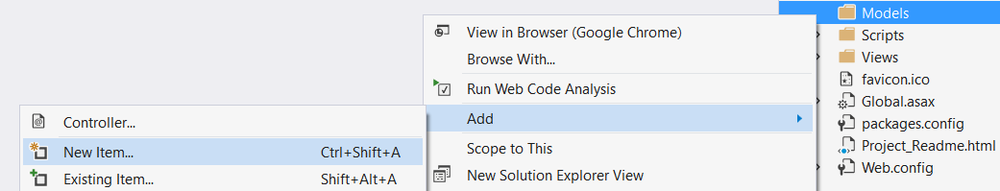 Models
View in Browser (Google Chrome)
Scripts
Browse With...
Views
favicon.ico
Run Web Code Analysis
Global.asax
Controller...
Add
packages.config
New Item... Ctrl+Shift+A
Scope to This
Project_Readme.html
Existing Item... Shift+Alt+A
New Solution Explorer View
Web.config